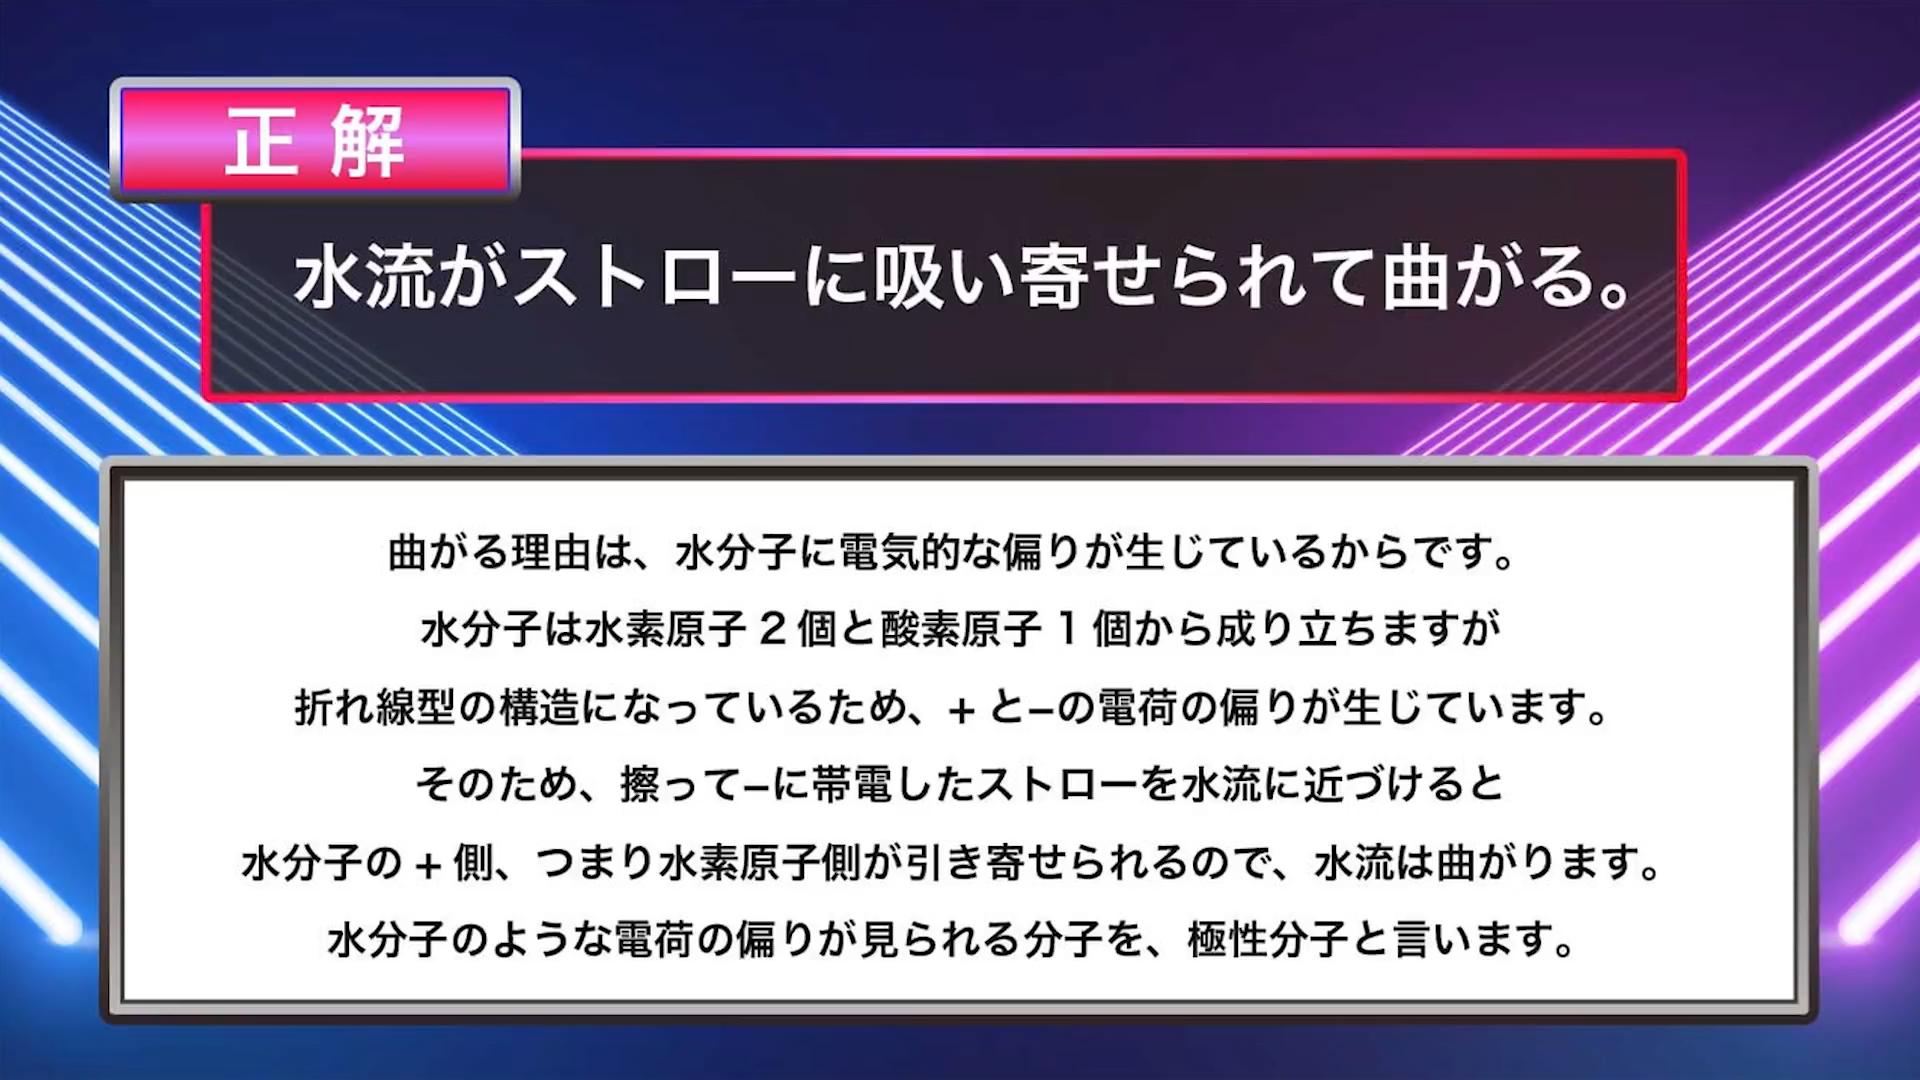 正解
水流がストローに吸い寄せられて曲がる。
曲がる理由は、水分子に電気的な偏りが生じているからです。
水分子は水素原子2個と酸素原子1個から成り立ちますが
折れ線型の構造になっているため、+と−の電荷の偏りが生じています。
そのため、擦って−に帯電したストローを水流に近づけると
水分子の+側、つまり水素原子側が引き寄せられるので、水流は曲がります。
水分子のような電荷の偏りが見られる分子を、極性分子と言います。